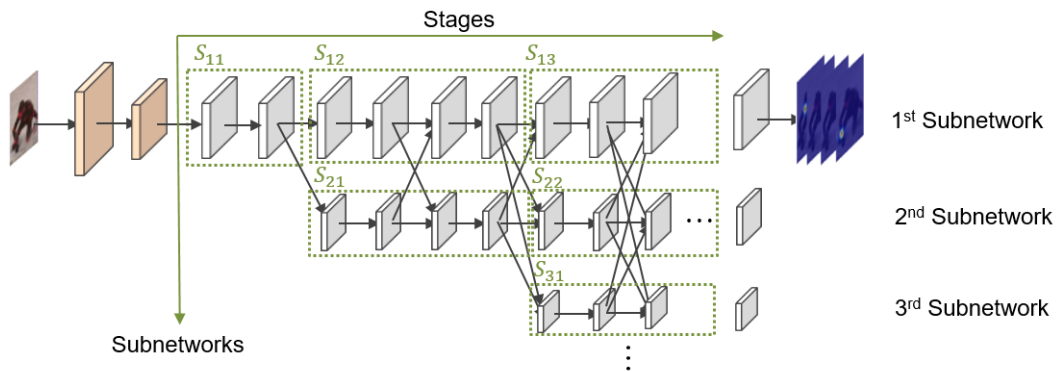 Stages
S₁₁
S₁₂
S₁₃
1ˢᵗ Subnetwork
S₂₁
S₂₂
...
2ⁿᵈ Subnetwork
S₃₁
3ʳᵈ Subnetwork
Subnetworks
⋮